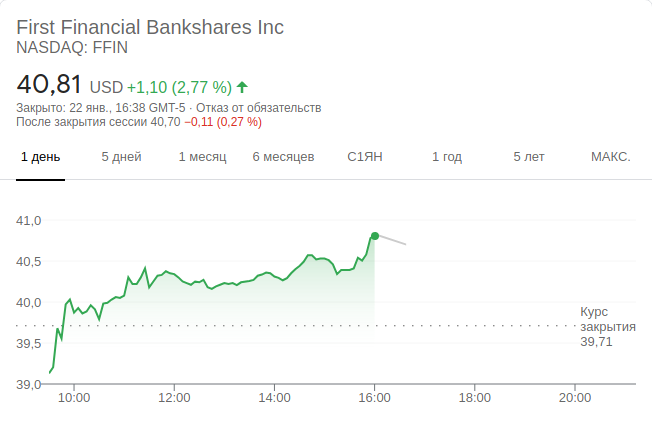 First Financial Bankshares Inc
NASDAQ: FFIN
40,81 USD +1,10 (2,77 %)
Закрыто: 22 янв., 16:38 GMT-5 · Отказ от обязательств
После закрытия сессии 40,70 −0,11 (0,27 %)
1 день 5 дней 1 месяц 6 месяцев С1ЯН 1 год 5 лет МАКС.
41,0
40,5
40,0
Курс
закрытия
39,71
39,5
39,0
10:00 12:00 14:00 16:00 18:00 20:00